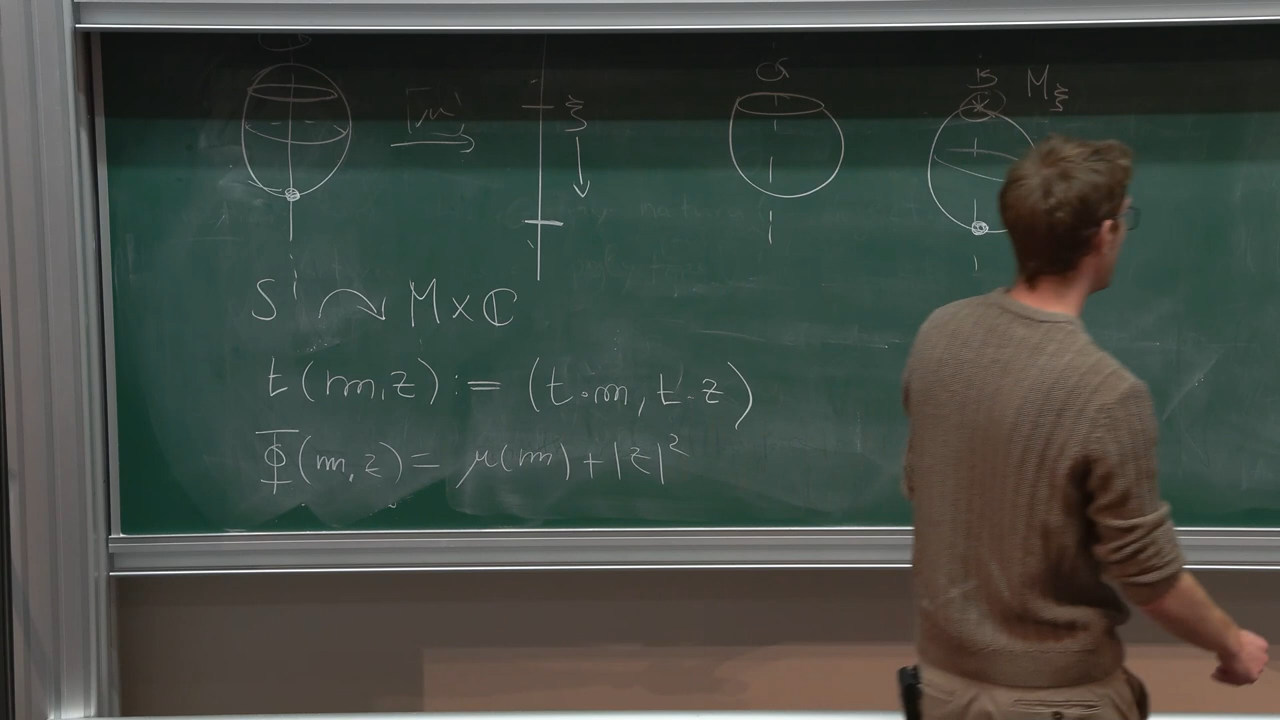 ξ
M_ξ
S¹ ↷ M × ℂ
t(m,z) := (t·m, t·z)
Φ(m,z) = μ(m) + |z|²